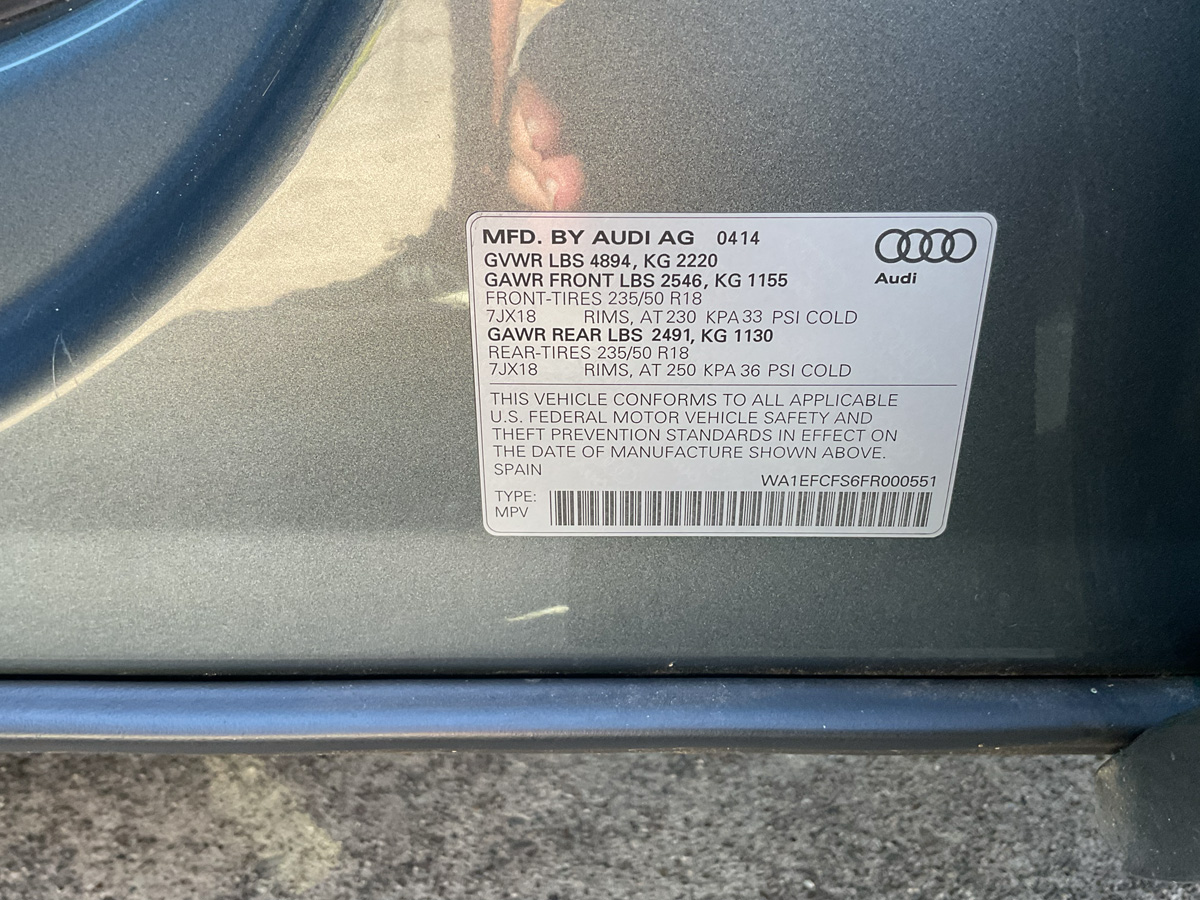 MFD. BY AUDI AG 0414
GVWR LBS 4894, KG 2220
GAWR FRONT LBS 2546, KG 1155
FRONT-TIRES 235/50 R18
7JX18 RIMS, AT 230 KPA 33 PSI COLD
GAWR REAR LBS 2491, KG 1130
REAR-TIRES 235/50 R18
7JX18 RIMS, AT 250 KPA 36 PSI COLD
Audi
THIS VEHICLE CONFORMS TO ALL APPLICABLE
U.S. FEDERAL MOTOR VEHICLE SAFETY AND
THEFT PREVENTION STANDARDS IN EFFECT ON
THE DATE OF MANUFACTURE SHOWN ABOVE.
SPAIN
WA1EFCFS6FR000551
TYPE:
MPV